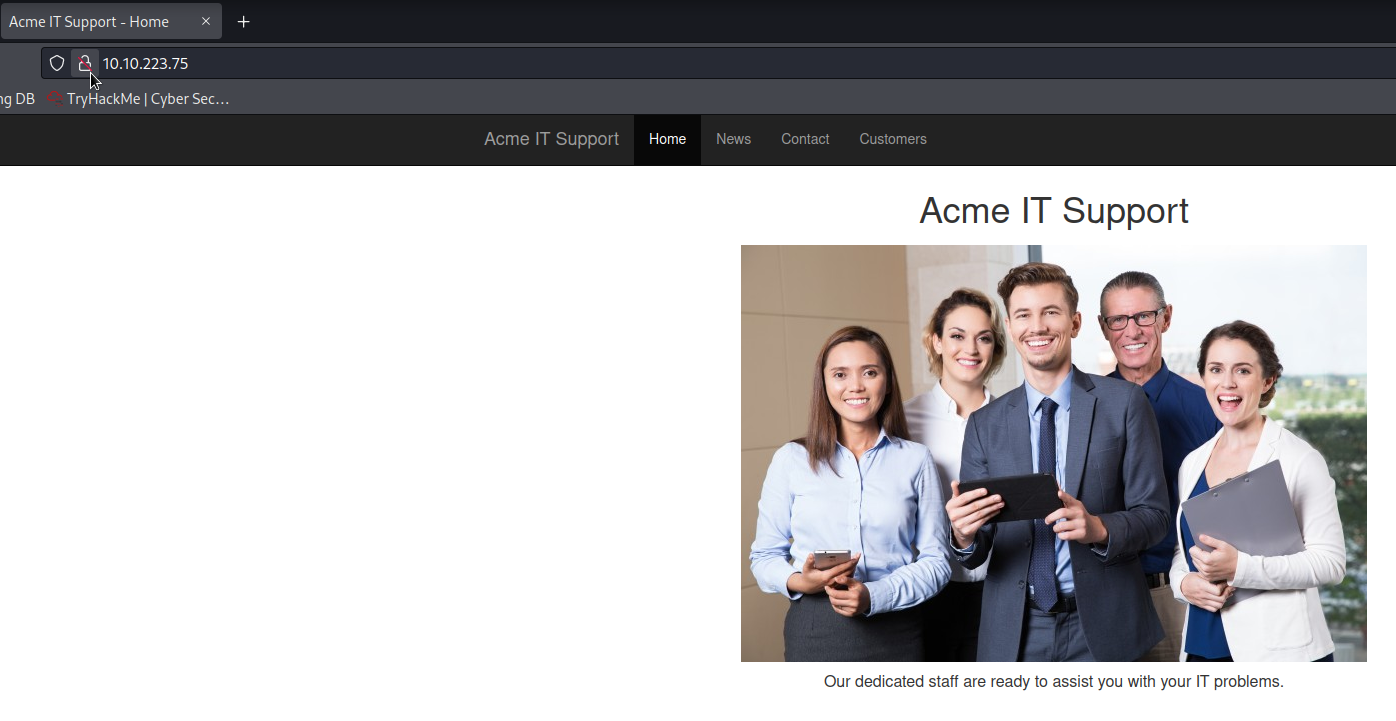 Acme IT Support - Home
10.10.223.75
ng DB TryHackMe | Cyber Sec…
Acme IT Support Home News Contact Customers
Acme IT Support
Our dedicated staff are ready to assist you with your IT problems.